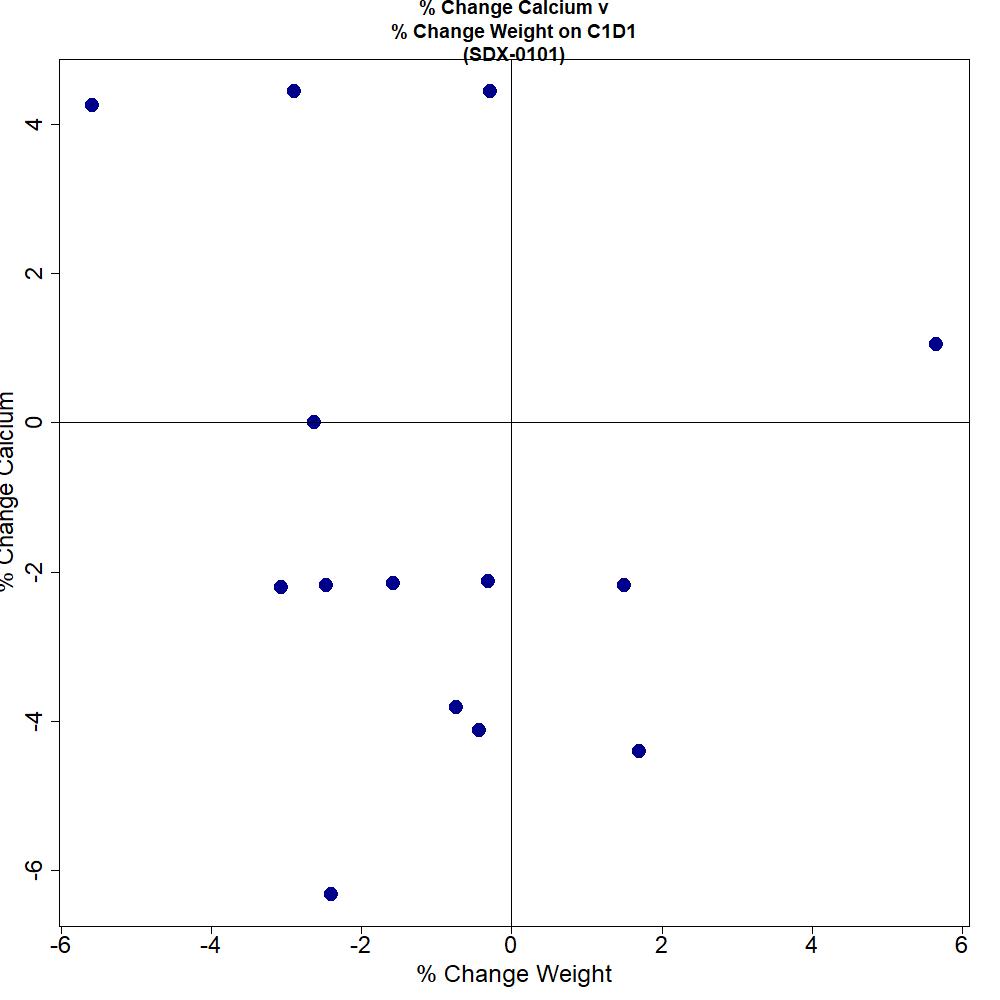 % Change Calcium v
% Change Weight on C1D1
(SDX-0101)
4
2
0
-2
-4
-6
% Change Calcium
-6 -4 -2 0 2 4 6
% Change Weight